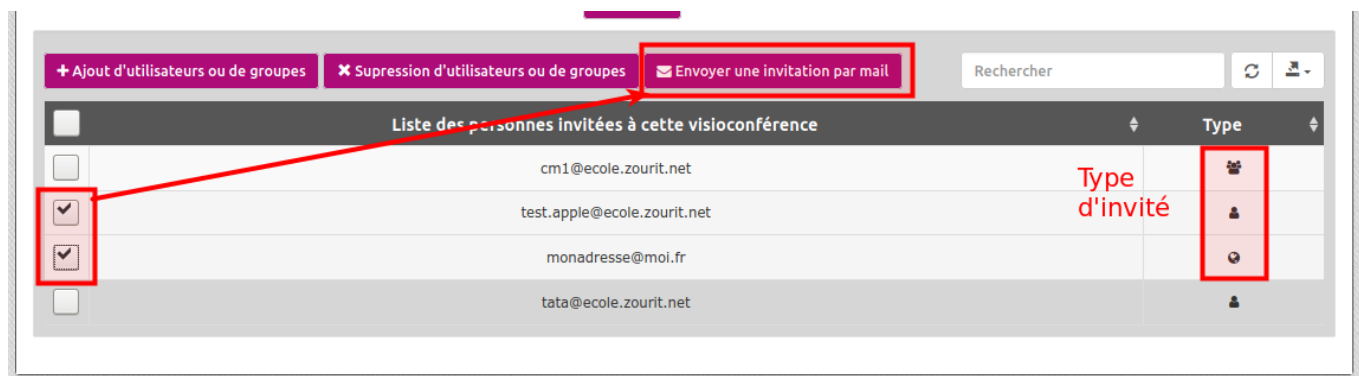 Ajout d'utilisateurs ou de groupes
Supression d'utilisateurs ou de groupes
Envoyer une invitation par mail
Rechercher
Liste des personnes invitées à cette visioconférence
Type
cm1@ecole.zourit.net
Type
d'invité
test.apple@ecole.zourit.net
monadresse@moi.fr
tata@ecole.zourit.net